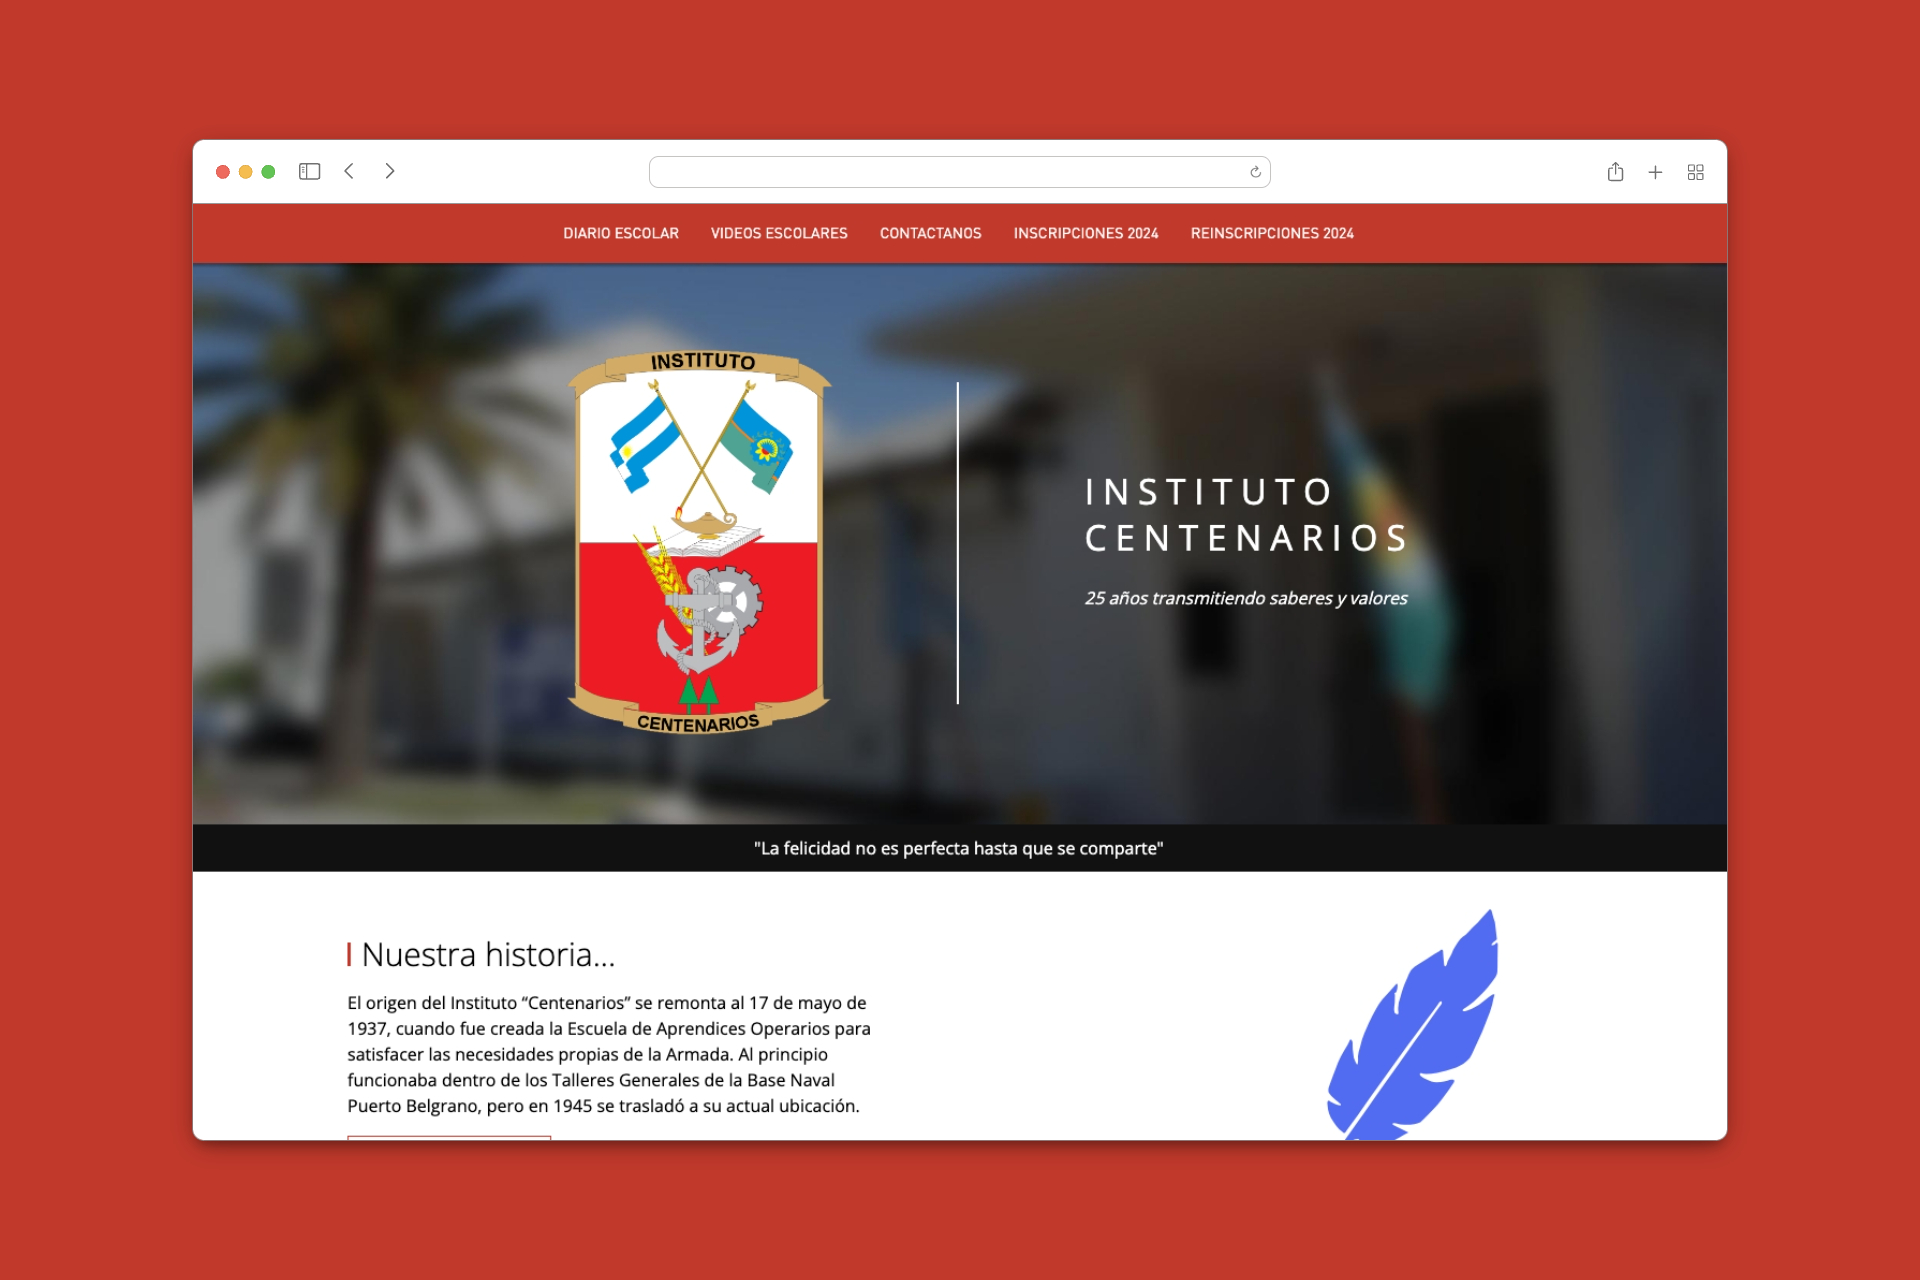 DIARIO ESCOLAR VIDEOS ESCOLARES CONTACTANOS INSCRIPCIONES 2024 REINSCRIPCIONES 2024
INSTITUTO
CENTENARIOS
INSTITUTO
CENTENARIOS
25 años transmitiendo saberes y valores
"La felicidad no es perfecta hasta que se comparte"
Nuestra historia...
El origen del Instituto “Centenarios” se remonta al 17 de mayo de
1937, cuando fue creada la Escuela de Aprendices Operarios para
satisfacer las necesidades propias de la Armada. Al principio
funcionaba dentro de los Talleres Generales de la Base Naval
Puerto Belgrano, pero en 1945 se trasladó a su actual ubicación.